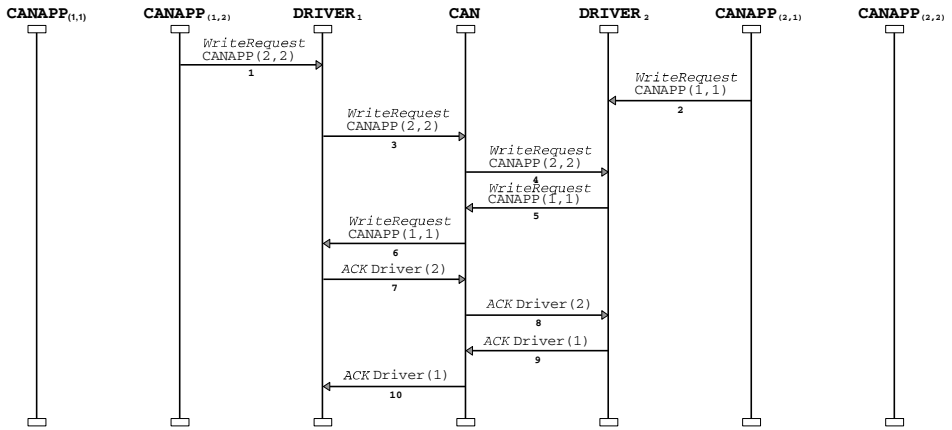 CANAPP(1,1) CANAPP(1,2) DRIVER1 CAN DRIVER2 CANAPP(2,1) CANAPP(2,2)
WriteRequest
CANAPP(2,2)
1
WriteRequest
CANAPP(1,1)
2
WriteRequest
CANAPP(2,2)
3
WriteRequest
CANAPP(2,2)
4
WriteRequest
CANAPP(1,1)
5
WriteRequest
CANAPP(1,1)
6
ACK Driver(2)
7
ACK Driver(2)
8
ACK Driver(1)
9
ACK Driver(1)
10